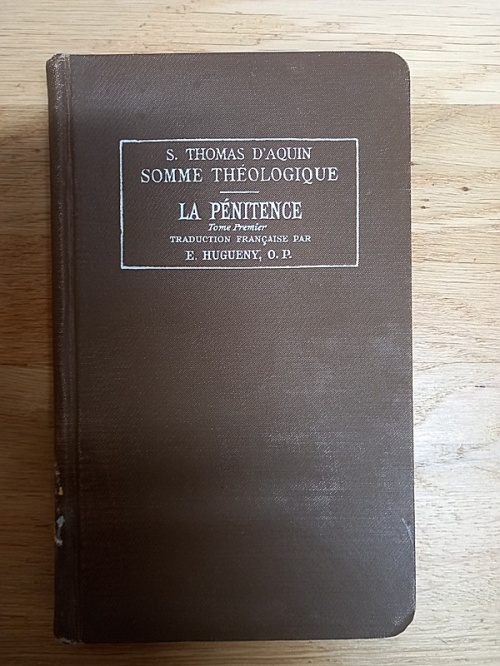 S. THOMAS D'AQUIN
SOMME THÉOLOGIQUE
LA PÉNITENCE
Tome Premier
TRADUCTION FRANÇAISE PAR
E. HUGUENY, O. P.